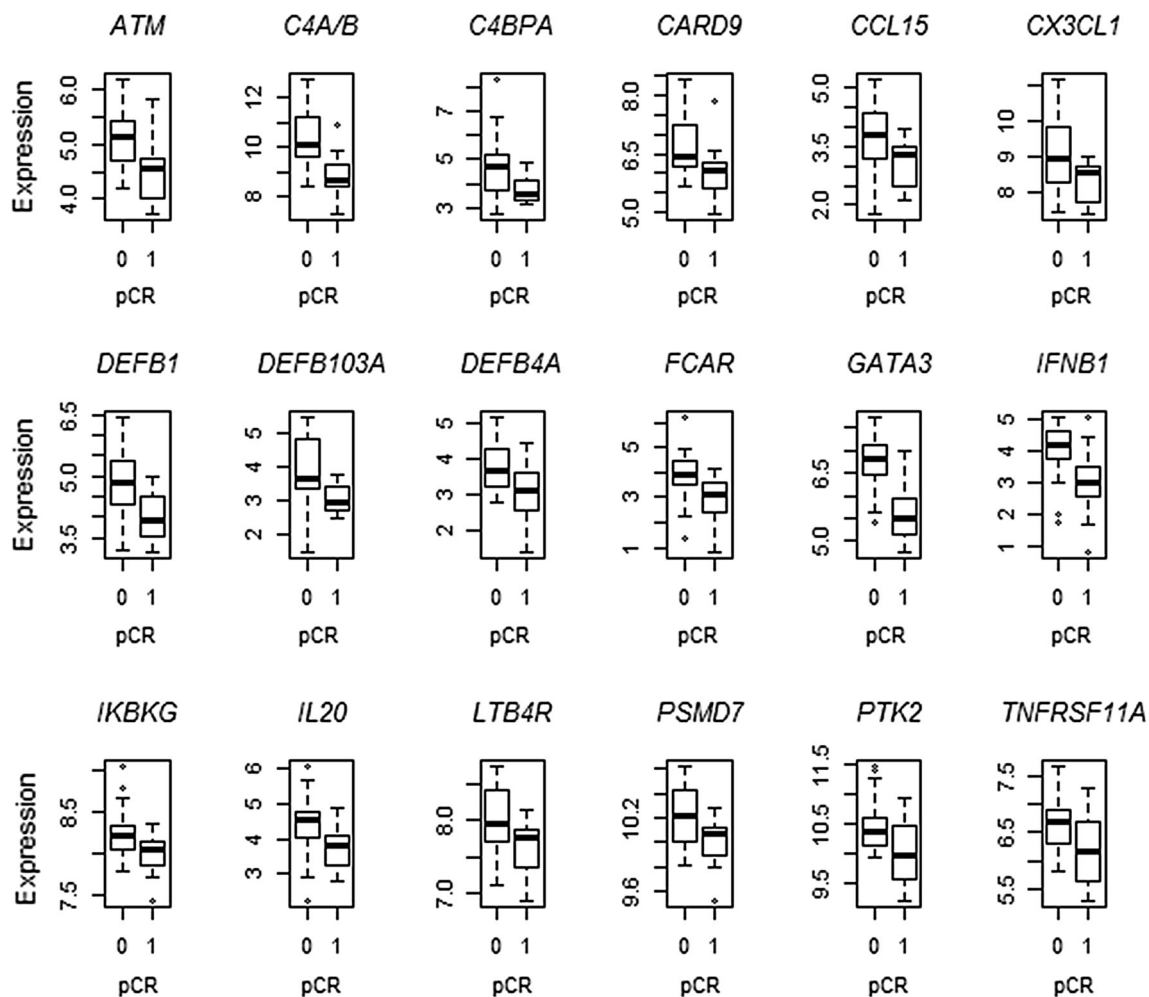 ATM C4A/B C4BPA CARD9 CCL15 CX3CL1
Expression
6.0 5.0 4.0
12 10 8
7 5 3
8.0 6.5 5.0
5.0 3.5 2.0
10 9 8
0 1 0 1 0 1 0 1 0 1 0 1
pCR pCR pCR pCR pCR pCR
DEFB1 DEFB103A DEFB4A FCAR GATA3 IFNB1
Expression
6.5 5.0 3.5
5 4 3 2
5 4 3 2
5 3 1
6.5 5.0
5 4 3 2 1
0 1 0 1 0 1 0 1 0 1 0 1
pCR pCR pCR pCR pCR pCR
IKBKG IL20 LTB4R PSMD7 PTK2 TNFRSF11A
Expression
8.5 7.5
6 5 4 3
8.0 7.0
10.2 9.6
11.5 10.5 9.5
7.5 6.5 5.5
0 1 0 1 0 1 0 1 0 1 0 1
pCR pCR pCR pCR pCR pCR